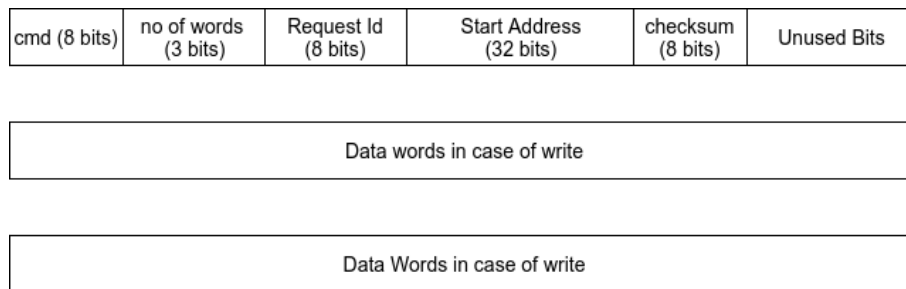 cmd (8 bits)
no of words
(3 bits)
Request Id
(8 bits)
Start Address
(32 bits)
checksum
(8 bits)
Unused Bits
Data words in case of write
Data Words in case of write